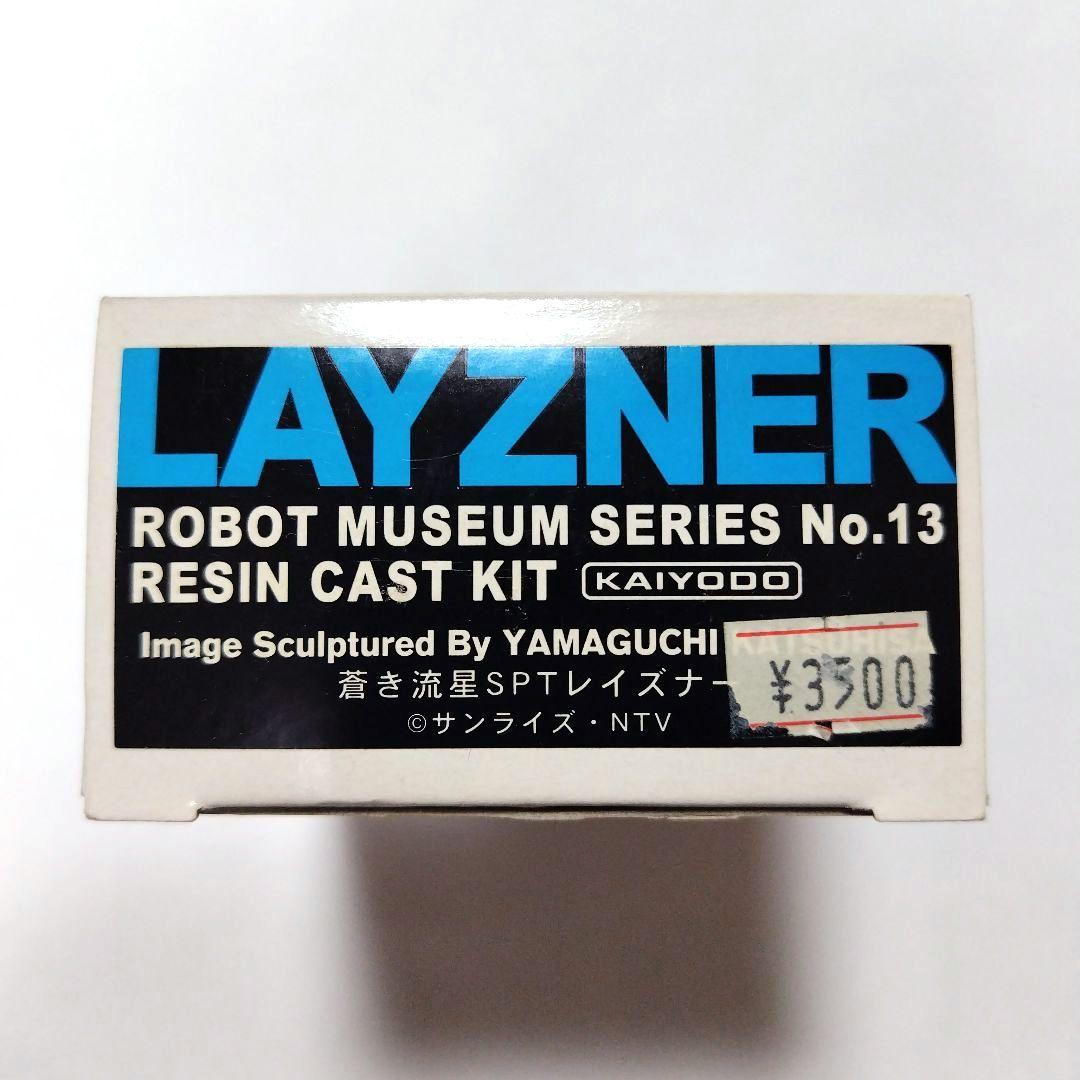 LAYZNER
ROBOT MUSEUM SERIES No.13
RESIN CAST KIT KAIYODO
Image Sculptured By YAMAGUCHI KATSUHISA
蒼き流星SPTレイズナー
¥3500
©サンライズ・NTV